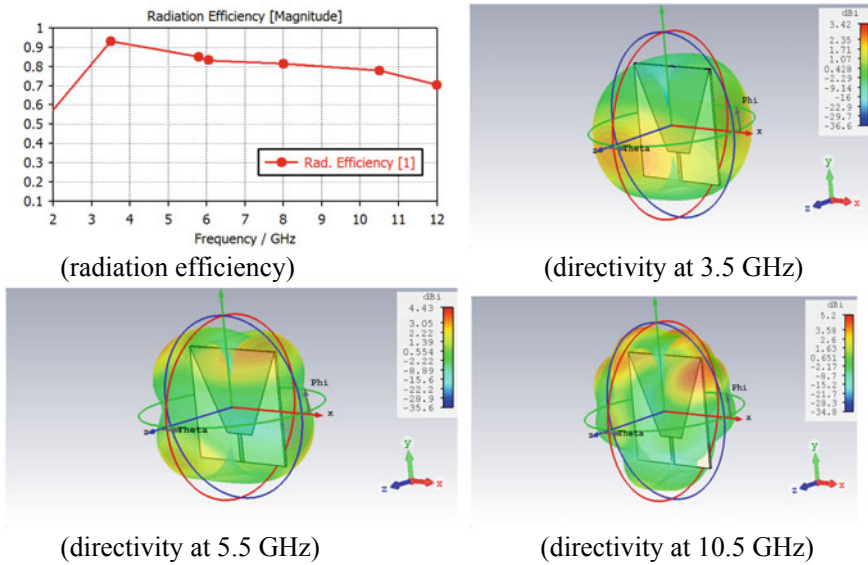 Radiation Efficiency [Magnitude]
1
0.9
0.8
0.7
0.6
0.5
0.4
0.3
0.2
0.1
2 3 4 5 6 7 8 9 10 11 12
Frequency / GHz
Rad. Efficiency [1]
(radiation efficiency)
dBi
3.42
2.35
1.71
1.07
0.428
-2.29
-9.14
-16
-22.9
-29.7
-36.6
Phi
x
z
Theta
y
z
x
(directivity at 3.5 GHz)
dBi
4.43
3.05
2.22
1.39
0.554
-2.22
-8.89
-15.6
-22.2
-28.9
-35.6
Phi
x
z
Theta
y
z
x
(directivity at 5.5 GHz)
dBi
5.2
3.58
2.6
1.63
0.651
-2.17
-8.7
-15.2
-21.7
-28.3
-34.8
Phi
x
z
Theta
y
z
x
(directivity at 10.5 GHz)